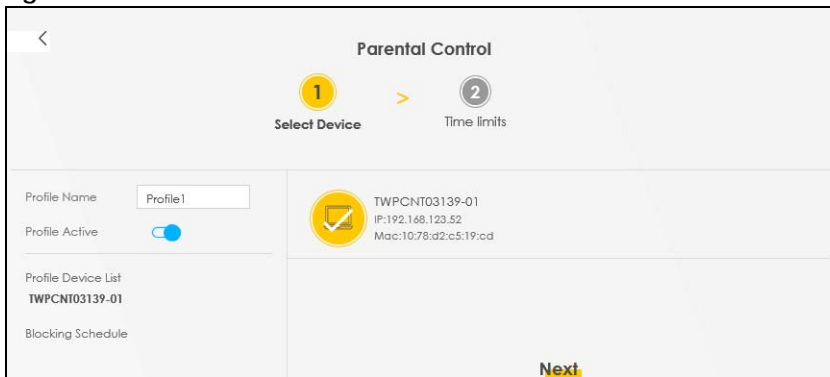 Parental Control
1 > 2
Select Device Time limits
Profile Name Profile1
Profile Active
Profile Device List
TWPCNT03139-01
Blocking Schedule
TWPCNT03139-01
IP:192.168.123.52
Mac:10:78:d2:c5:19:cd
Next